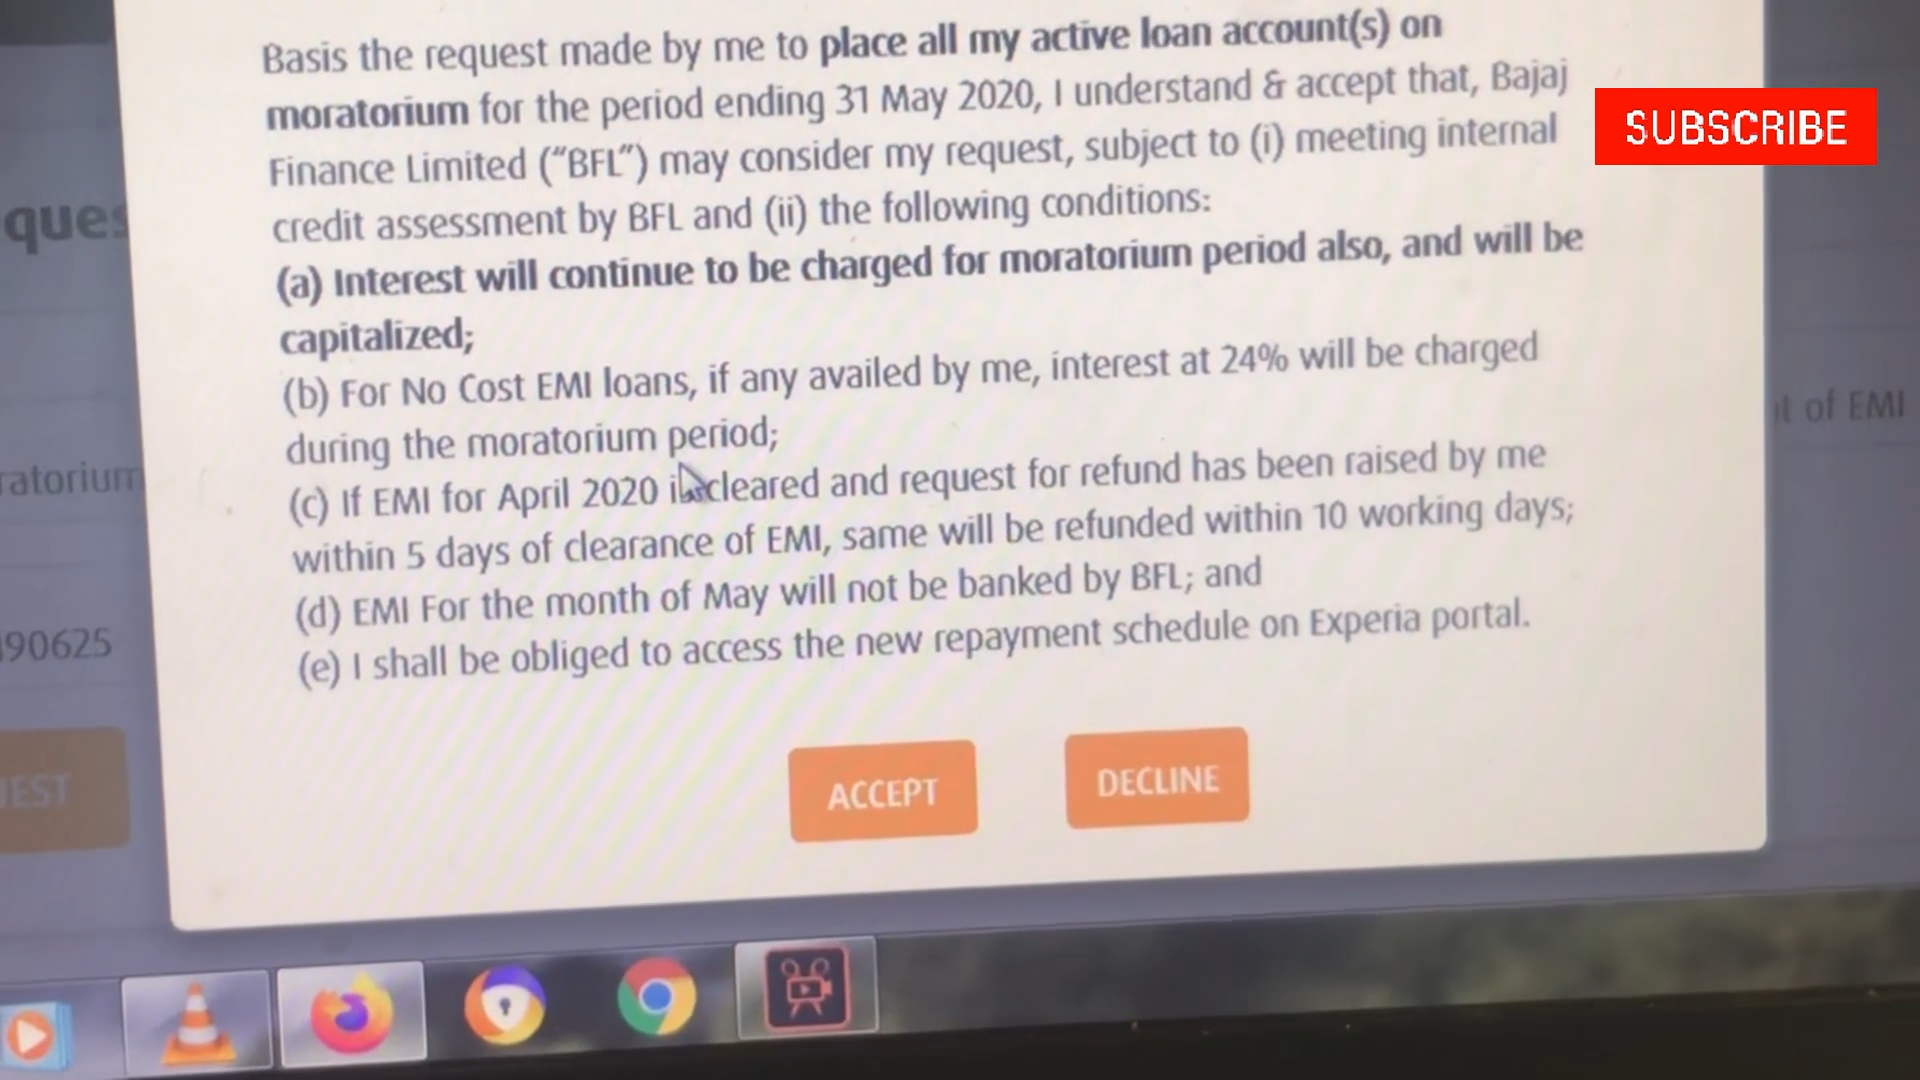 Basis the request made by me to place all my active loan account(s) on
moratorium for the period ending 31 May 2020, I understand & accept that, Bajaj
Finance Limited ("BFL") may consider my request, subject to (i) meeting internal
credit assessment by BFL and (ii) the following conditions:
(a) Interest will continue to be charged for moratorium period also, and will be
capitalized;
(b) For No Cost EMI loans, if any availed by me, interest at 24% will be charged
during the moratorium period;
(c) If EMI for April 2020 is cleared and request for refund has been raised by me
within 5 days of clearance of EMI, same will be refunded within 10 working days;
(d) EMI For the month of May will not be banked by BFL; and
(e) I shall be obliged to access the new repayment schedule on Experia portal.
ACCEPT DECLINE
SUBSCRIBE
ques
ratorium
90625
EST
of EMI